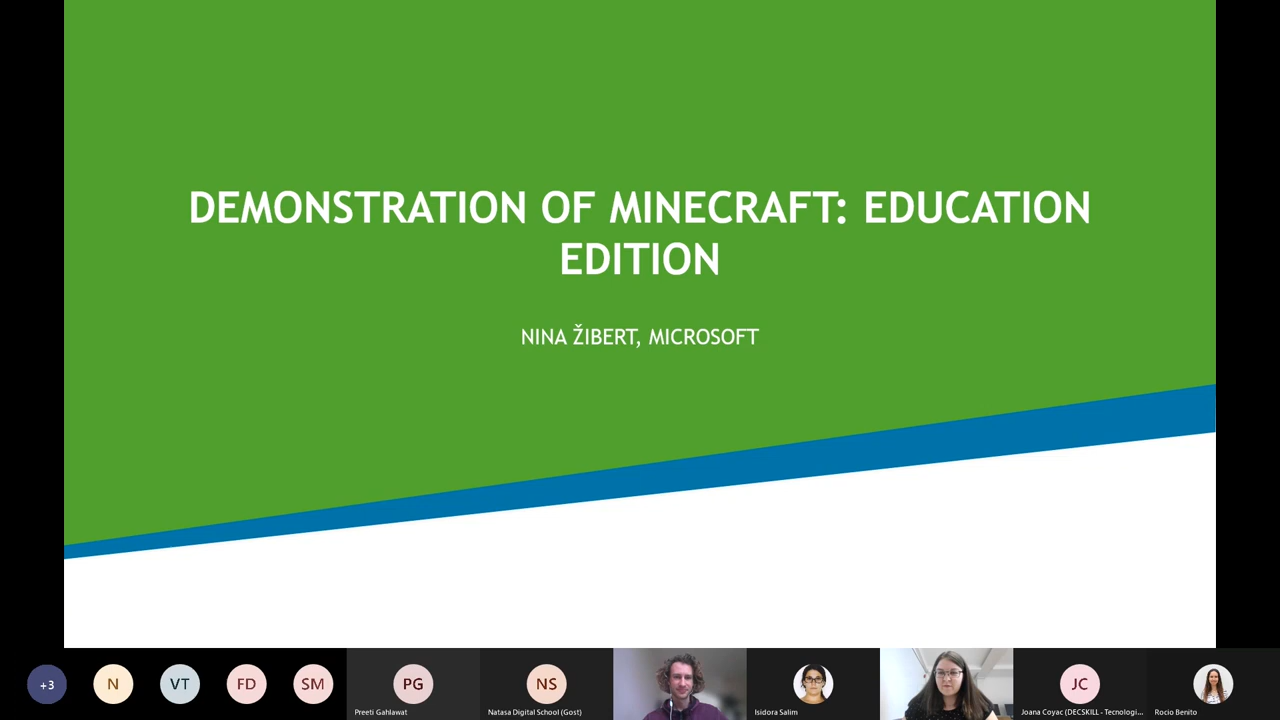 DEMONSTRATION OF MINECRAFT: EDUCATION
EDITION
NINA ŽIBERT, MICROSOFT
+3
N
VT
FD
SM
PG
Preeti Gahlawat
NS
Natasa Digital School (Gost)
Isidora Salim
JC
Joana Coyac (DECSKILL - Tecnologi...
Rocio Benito